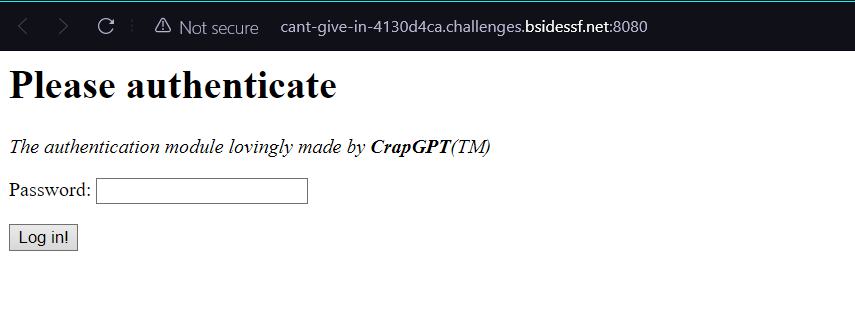 Not secure cant-give-in-4130d4ca.challenges.bsidessf.net:8080
Please authenticate
The authentication module lovingly made by CrapGPT(TM)
Password:
Log in!